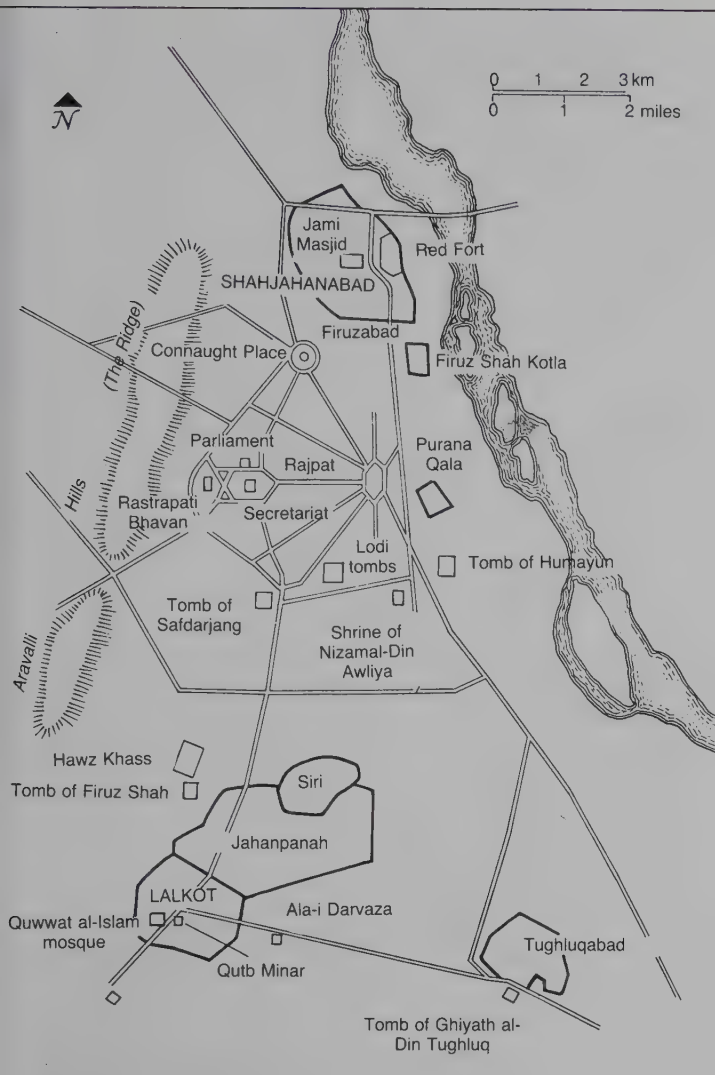 N
0 1 2 3 km
0 1 2 miles
Jami
Masjid
Red Fort
SHAHJAHANABAD
Firuzabad
(The Ridge)
Connaught Place
Firuz Shah Kotla
Parliament
Rajpat
Purana
Qala
Hills
Rastrapati
Bhavan
Secretariat
Lodi
tombs
Tomb of Humayun
Tomb of
Safdarjang
Shrine of
Nizamal-Din
Awliya
Aravalli
Hawz Khass
Siri
Tomb of Firuz Shah
Jahanpanah
LALKOT
Ala-i Darvaza
Quwwat al-Islam
mosque
Qutb Minar
Tughluqabad
Tomb of Ghiyath al-
Din Tughluq